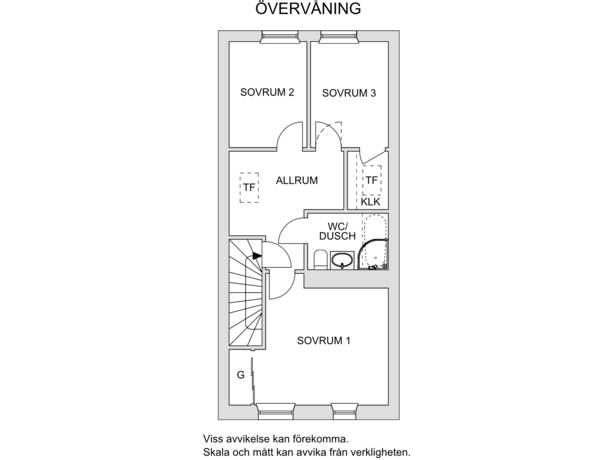 ÖVERVÅNING
SOVRUM 2
SOVRUM 3
ALLRUM
TF
TF
KLK
WC/
DUSCH
SOVRUM 1
G
Viss avvikelse kan förekomma.
Skala och mått kan avvika från verkligheten.